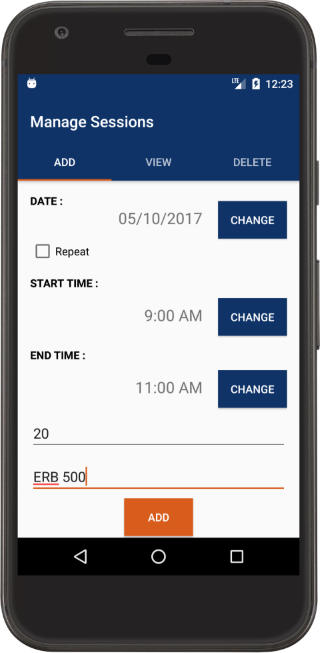 LTE 12:23
Manage Sessions
ADD VIEW DELETE
DATE :
05/10/2017 CHANGE
Repeat
START TIME :
9:00 AM CHANGE
END TIME :
11:00 AM CHANGE
20
ERB 500
ADD